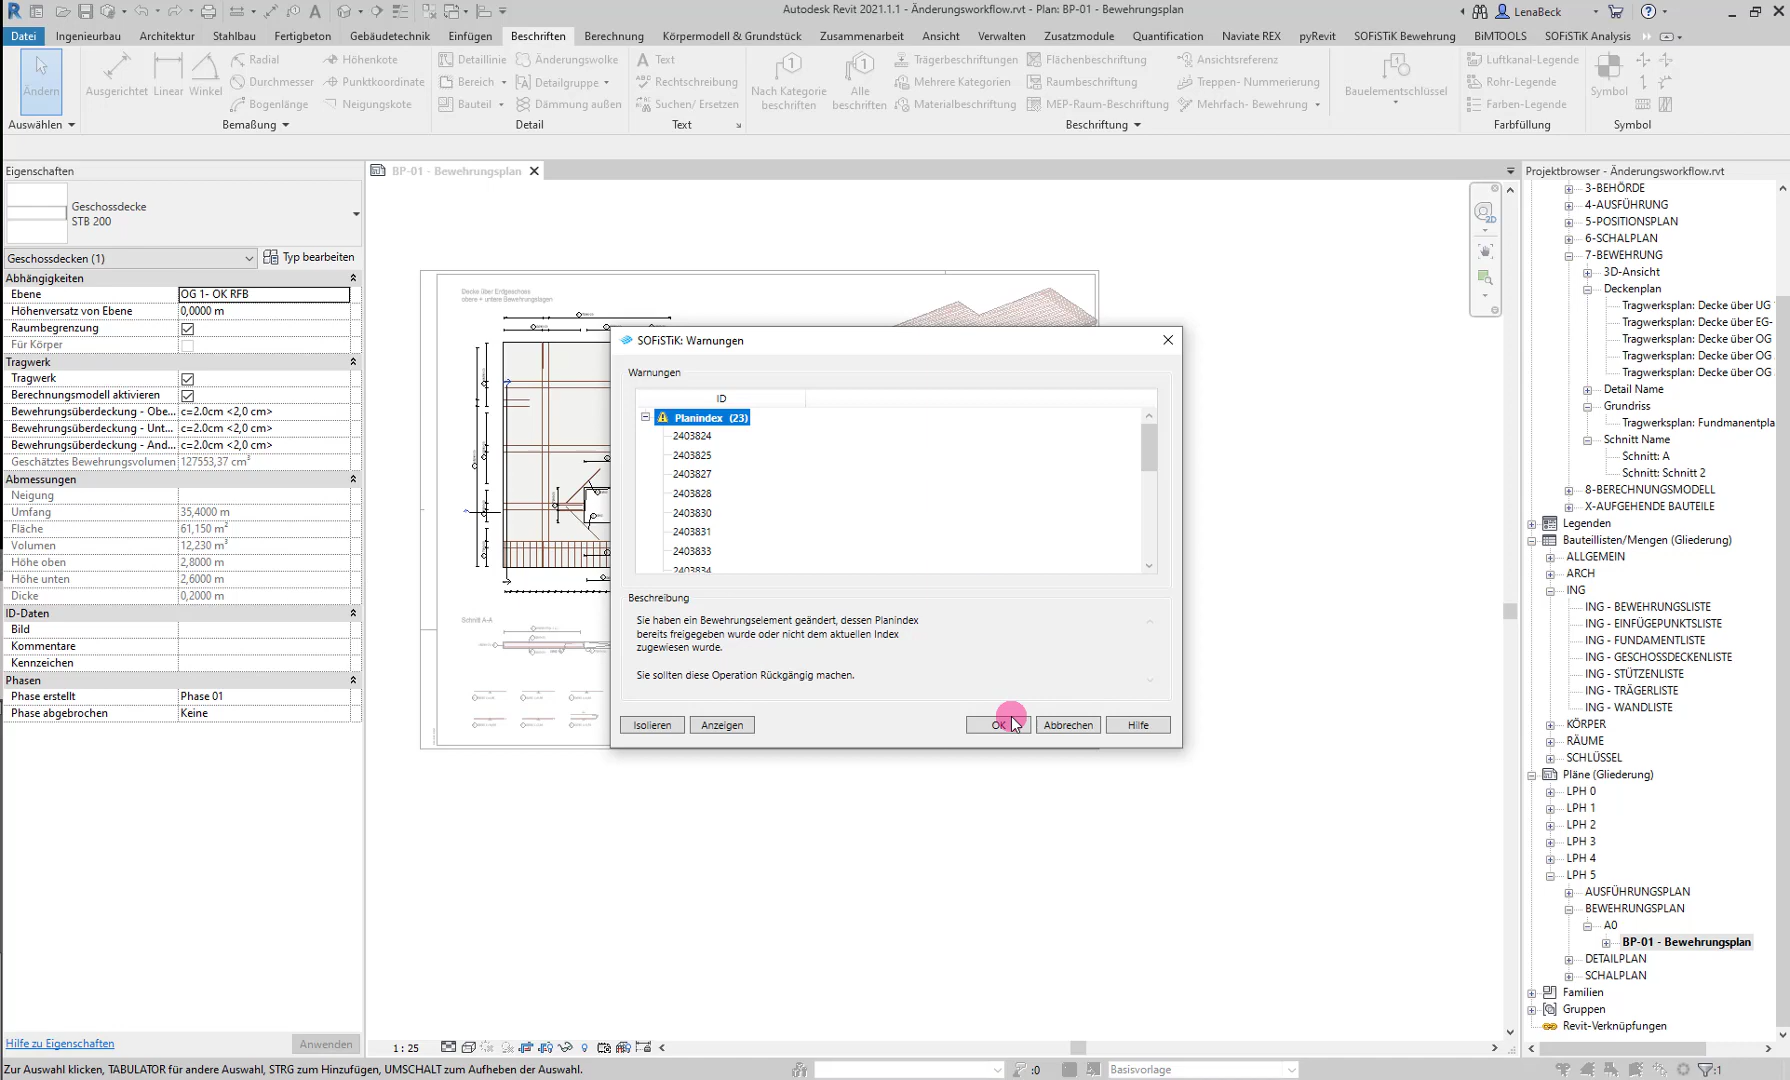 Autodesk Revit 2021.1.1 - Änderungsworkflow.rvt - Plan: BP-01 - Bewehrungsplan
LenaBeck
Datei
Ingenieurbau
Architektur
Stahlbau
Fertigbeton
Gebäudetechnik
Einfügen
Beschriften
Berechnung
Körpermodell & Grundstück
Zusammenarbeit
Ansicht
Verwalten
Zusatzmodule
Quantification
Naviate REX
pyRevit
SOFiSTiK Bewehrung
BiMTOOLS
SOFiSTiK Analysis
Ändern
Ausgerichtet
Linear
Winkel
Radial
Durchmesser
Bogenlänge
Höhenkote
Punktkoordinate
Neigungskote
Detaillinie
Bereich
Bauteil
Änderungswolke
Detailgruppe
Dämmung außen
Text
Rechtschreibung
Suchen/ Ersetzen
Nach Kategorie
beschriften
Alle
beschriften
Trägerbeschriftungen
Mehrere Kategorien
Materialbeschriftung
Flächenbeschriftung
Raumbeschriftung
MEP-Raum-Beschriftung
Ansichtsreferenz
Treppen- Nummerierung
Mehrfach- Bewehrung
Bauelementschlüssel
Luftkanal-Legende
Rohr-Legende
Farben-Legende
Symbol
Auswählen
Bemaßung
Detail
Text
Beschriftung
Farbfüllung
Symbol
Eigenschaften
Geschossdecke
STB 200
Geschossdecken (1)
Typ bearbeiten
Abhängigkeiten
Ebene OG 1- OK RFB
Höhenversatz von Ebene 0,0000 m
Raumbegrenzung
Für Körper
Tragwerk
Tragwerk
Berechnungsmodell aktivieren
Bewehrungsüberdeckung - Obe... c=2.0cm <2,0 cm>
Bewehrungsüberdeckung - Unt... c=2.0cm <2,0 cm>
Bewehrungsüberdeckung - And... c=2.0cm <2,0 cm>
Geschätztes Bewehrungsvolumen 127553,37 cm³
Abmessungen
Neigung
Umfang 35,4000 m
Fläche 61,150 m²
Volumen 12,230 m³
Höhe oben 2,8000 m
Höhe unten 2,6000 m
Dicke 0,2000 m
ID-Daten
Bild
Kommentare
Kennzeichen
Phasen
Phase erstellt Phase 01
Phase abgebrochen Keine
Hilfe zu Eigenschaften
Anwenden
BP-01 - Bewehrungsplan
2D
Decke über Erdgeschoss
obere + untere Bewehrungslagen
Schnitt A-A
SOFiSTiK: Warnungen
Warnungen
ID
Planindex (23)
2403824
2403825
2403827
2403828
2403830
2403831
2403833
2403834
Beschreibung
Sie haben ein Bewehrungselement geändert, dessen Planindex
bereits freigegeben wurde oder nicht dem aktuellen Index
zugewiesen wurde.
Sie sollten diese Operation Rückgängig machen.
Isolieren
Anzeigen
OK
Abbrechen
Hilfe
Projektbrowser - Änderungsworkflow.rvt
3-BEHÖRDE
4-AUSFÜHRUNG
5-POSITIONSPLAN
6-SCHALPLAN
7-BEWEHRUNG
3D-Ansicht
Deckenplan
Tragwerksplan: Decke über UG
Tragwerksplan: Decke über EG-
Tragwerksplan: Decke über OG
Tragwerksplan: Decke über OG
Tragwerksplan: Decke über OG
Detail Name
Grundriss
Tragwerksplan: Fundmanentpla
Schnitt Name
Schnitt: A
Schnitt: Schnitt 2
8-BERECHNUNGSMODELL
X-AUFGEHENDE BAUTEILE
Legenden
Bauteillisten/Mengen (Gliederung)
ALLGEMEIN
ARCH
ING
ING - BEWEHRUNGSLISTE
ING - EINFÜGEPUNKTSLISTE
ING - FUNDAMENTLISTE
ING - GESCHOSSDECKENLISTE
ING - STÜTZENLISTE
ING - TRÄGERLISTE
ING - WANDLISTE
KÖRPER
RÄUME
SCHLÜSSEL
Pläne (Gliederung)
LPH 0
LPH 1
LPH 2
LPH 3
LPH 4
LPH 5
AUSFÜHRUNGSPLAN
BEWEHRUNGSPLAN
A0
BP-01 - Bewehrungsplan
DETAILPLAN
SCHALPLAN
Familien
Gruppen
Revit-Verknüpfungen
1 : 25
Zur Auswahl klicken, TABULATOR für andere Auswahl, STRG zum Hinzufügen, UMSCHALT zum Aufheben der Auswahl.
:0
Basisvorlage
:1